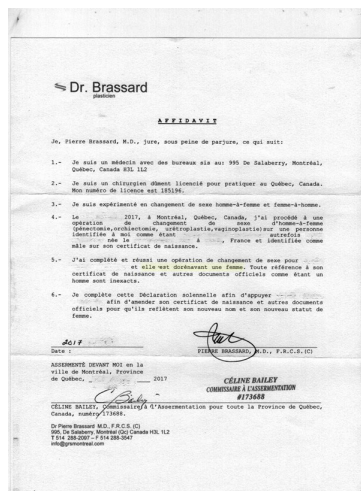 Dr. Brassard
plasticien
AFFIDAVIT
Je, Pierre Brassard, M.D., jure, sous peine de parjure, ce qui suit:
1.- Je suis un médecin avec des bureaux sis au: 995 De Salaberry, Montréal,
Québec, Canada H3L 1L2
2.- Je suis un chirurgien dûment licencié pour pratiquer au Québec, Canada.
Mon numéro de licence est 185196.
3.- Je suis expérimenté en changement de sexe homme-à-femme et femme-à-homme.
4.- Le 2017, à Montréal, Québec, Canada, j'ai procédé à une
opération de changement de sexe d'homme-à-femme
(pénectomie,orchiectomie, urétroplastie,vaginoplastie)sur une personne
identifiée à moi comme étant autrefois
née le à , France et identifiée comme
mâle sur son certificat de naissance.
5.- J'ai complété et réussi une opération de changement de sexe pour
et elle est dorénavant une femme. Toute référence à son
certificat de naissance et autres documents officiels comme étant un
homme sont inexacts.
6.- Je complète cette Déclaration solennelle afin d'appuyer
afin d'amender son certificat de naissance et autres documents
officiels pour qu'ils reflètent son nouveau nom et son nouveau statut de
femme.
2017
Date : PIERRE BRASSARD, M.D., F.R.C.S.(C)
ASSERMENTÉ DEVANT MOI en la
ville de Montréal, Province
de Québec, 2017
CÉLINE BAILEY
COMMISSAIRE À L'ASSERMENTATION
#173688
CÉLINE BAILEY, Commissaire à l'Assermentation pour toute la Province de Québec,
Canada, numéro 173688.
Dr Pierre Brassard M.D., F.R.C.S. (C)
995, De Salaberry, Montréal (Qc) Canada H3L 1L2
T 514 288-2097 – F 514 288-3547
info@grsmontreal.com